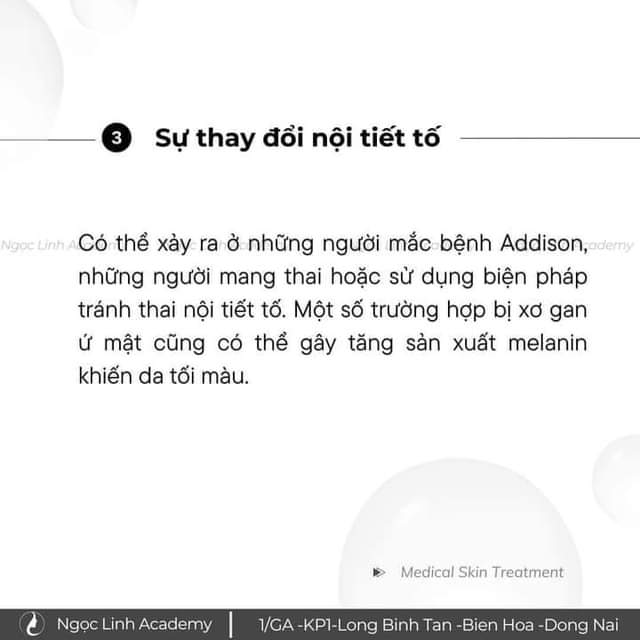 3 Sự thay đổi nội tiết tố
Có thể xảy ra ở những người mắc bệnh Addison,
những người mang thai hoặc sử dụng biện pháp
tránh thai nội tiết tố. Một số trường hợp bị xơ gan
ứ mật cũng có thể gây tăng sản xuất melanin
khiến da tối màu.
Medical Skin Treatment
Ngọc Linh Academy | 1/GA -KP1-Long Binh Tan -Bien Hoa -Dong Nai